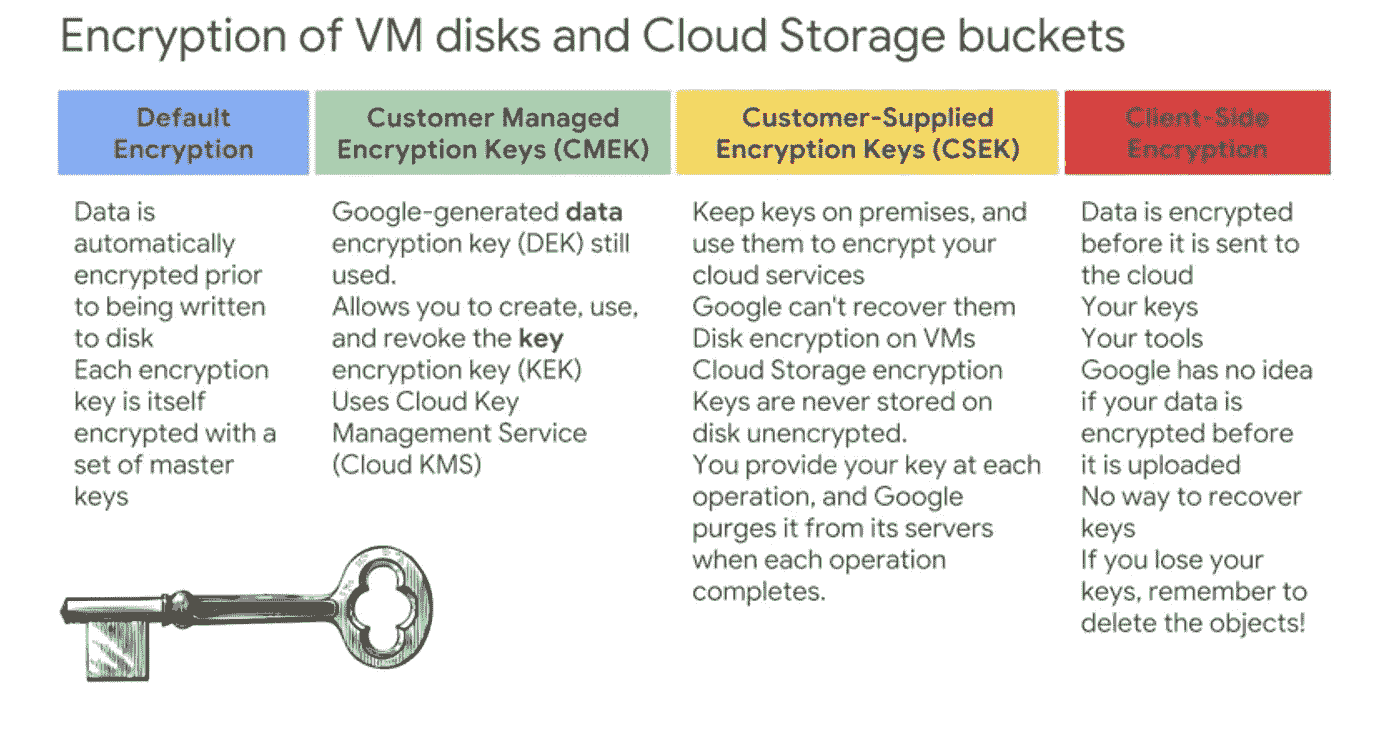 Encryption of VM disks and Cloud Storage buckets
Default
Encryption
Data is
automatically
encrypted prior
to being written
to disk
Each encryption
key is itself
encrypted with a
set of master
keys
Customer Managed
Encryption Keys (CMEK)
Google-generated data
encryption key (DEK) still
used.
Allows you to create, use,
and revoke the key
encryption key (KEK)
Uses Cloud Key
Management Service
(Cloud KMS)
Customer-Supplied
Encryption Keys (CSEK)
Keep keys on premises, and
use them to encrypt your
cloud services
Google can't recover them
Disk encryption on VMs
Cloud Storage encryption
Keys are never stored on
disk unencrypted.
You provide your key at each
operation, and Google
purges it from its servers
when each operation
completes.
Client-Side
Encryption
Data is encrypted
before it is sent to
the cloud
Your keys
Your tools
Google has no idea
if your data is
encrypted before
it is uploaded
No way to recover
keys
If you lose your
keys, remember to
delete the objects!